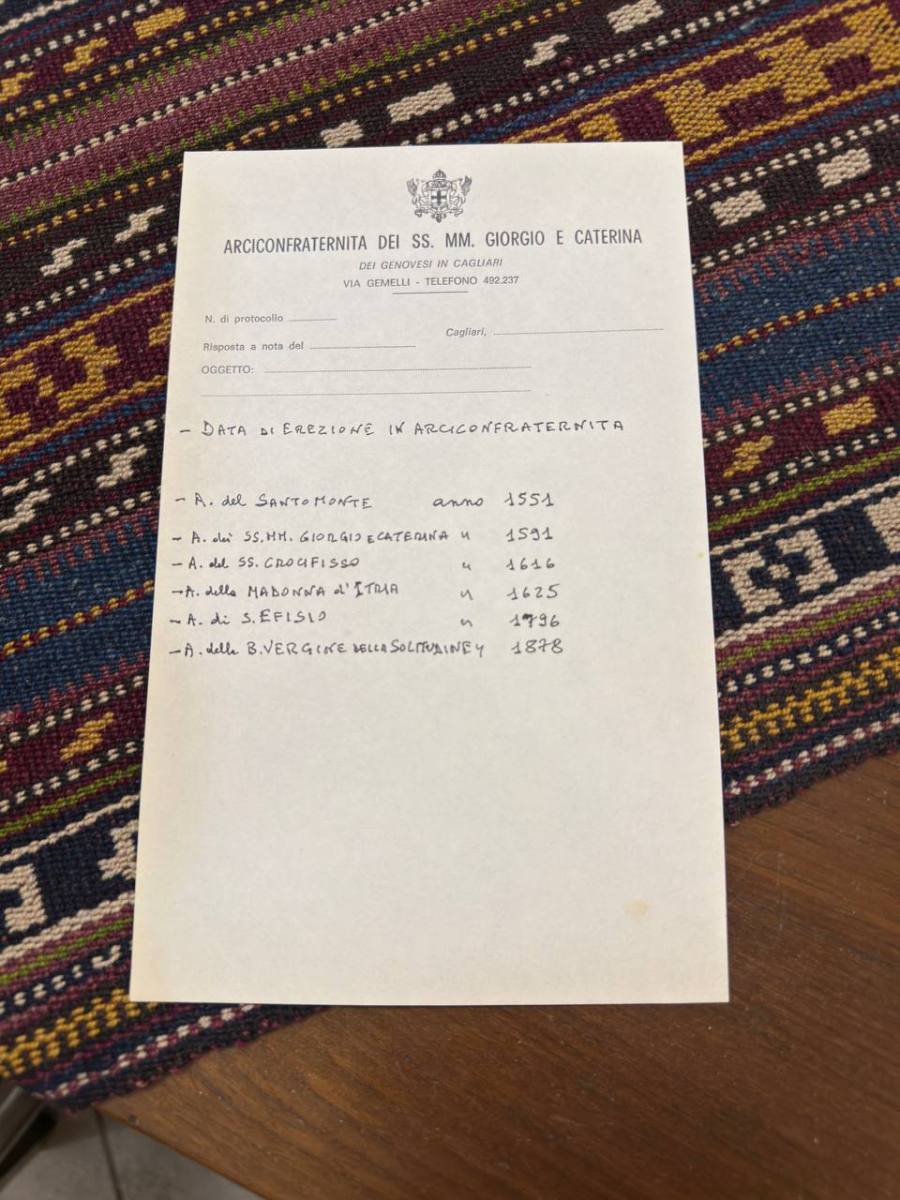 ARCICONFRATERNITA DEI SS. MM. GIORGIO E CATERINA
DEI GENOVESI IN CAGLIARI
VIA GEMELLI - TELEFONO 492.237
N. di protocollo
Cagliari,
Risposta a nota del
OGGETTO:
- DATA DI EREZIONE IN ARCICONFRATERNITA
- A. del SANTO MONTE anno 1551
- A. dei SS. MM. GIORGIO E CATERINA " 1591
- A. del SS. CROCIFISSO " 1616
- A. della MADONNA d'ITRIA " 1625
- A. di S. EFISIO " 1796
- A. della B. VERGINE DELLA SOLITUDINE " 1878